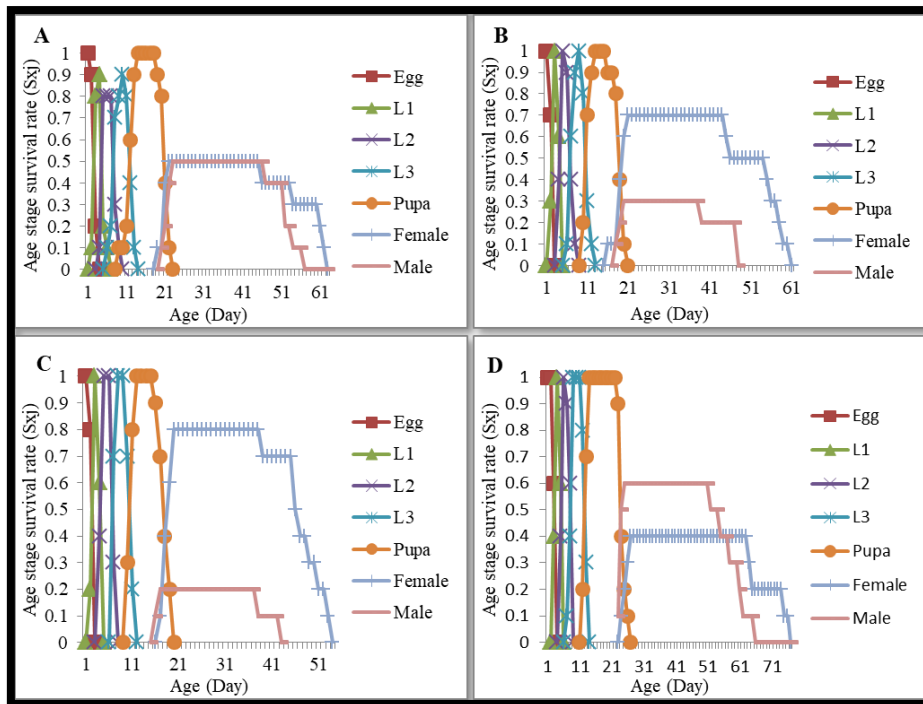 A
Age stage survival rate (Sxj)
1
0.9
0.8
0.7
0.6
0.5
0.4
0.3
0.2
0.1
0
1 11 21 31 41 51 61
Age (Day)
Egg
L1
L2
L3
Pupa
Female
Male
B
Age stage survival rate (Sxj)
1
0.9
0.8
0.7
0.6
0.5
0.4
0.3
0.2
0.1
0
1 11 21 31 41 51 61
Age (Day)
Egg
L1
L2
L3
Pupa
Female
Male
C
Age stage survival rate (Sxj)
1
0.9
0.8
0.7
0.6
0.5
0.4
0.3
0.2
0.1
0
1 11 21 31 41 51
Age (Day)
Egg
L1
L2
L3
Pupa
Female
Male
D
Age stage survival rate (Sxj)
1
0.9
0.8
0.7
0.6
0.5
0.4
0.3
0.2
0.1
0
1 11 21 31 41 51 61 71
Age (Day)
Egg
L1
L2
L3
Pupa
Female
Male